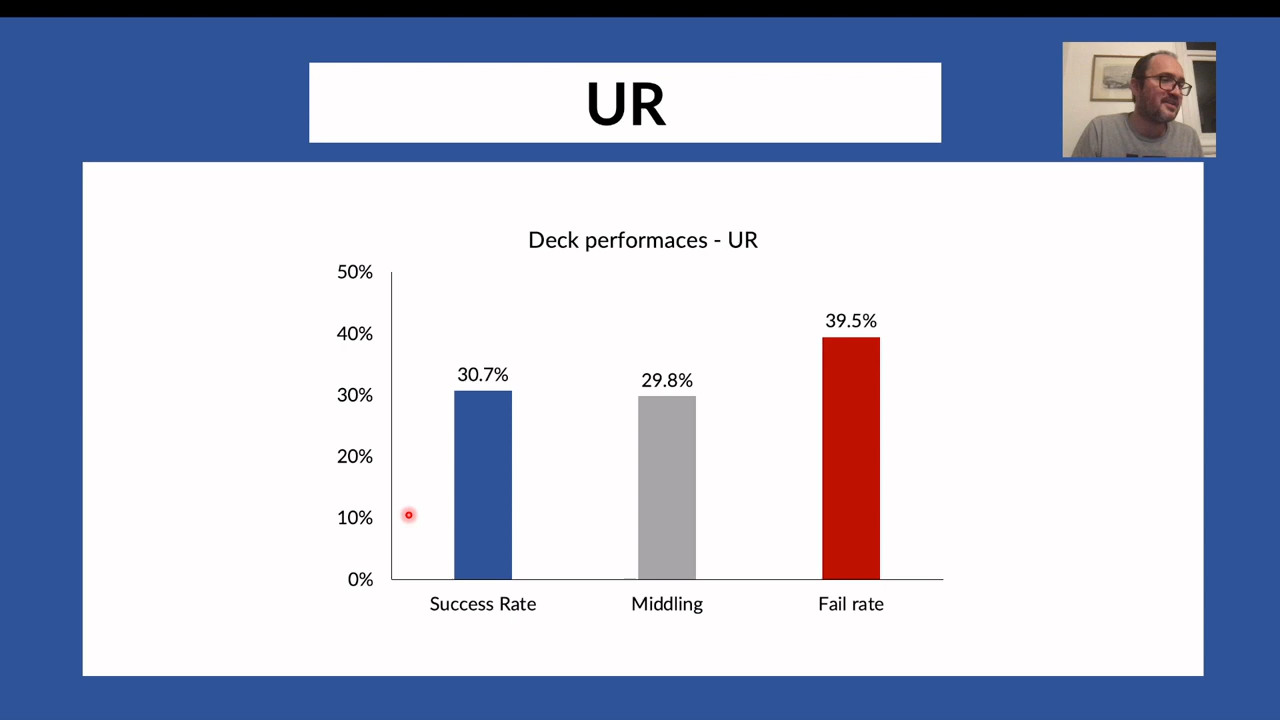 UR
Deck performaces - UR
50%
40%
30%
20%
10%
0%
30.7%
29.8%
39.5%
Success Rate
Middling
Fail rate